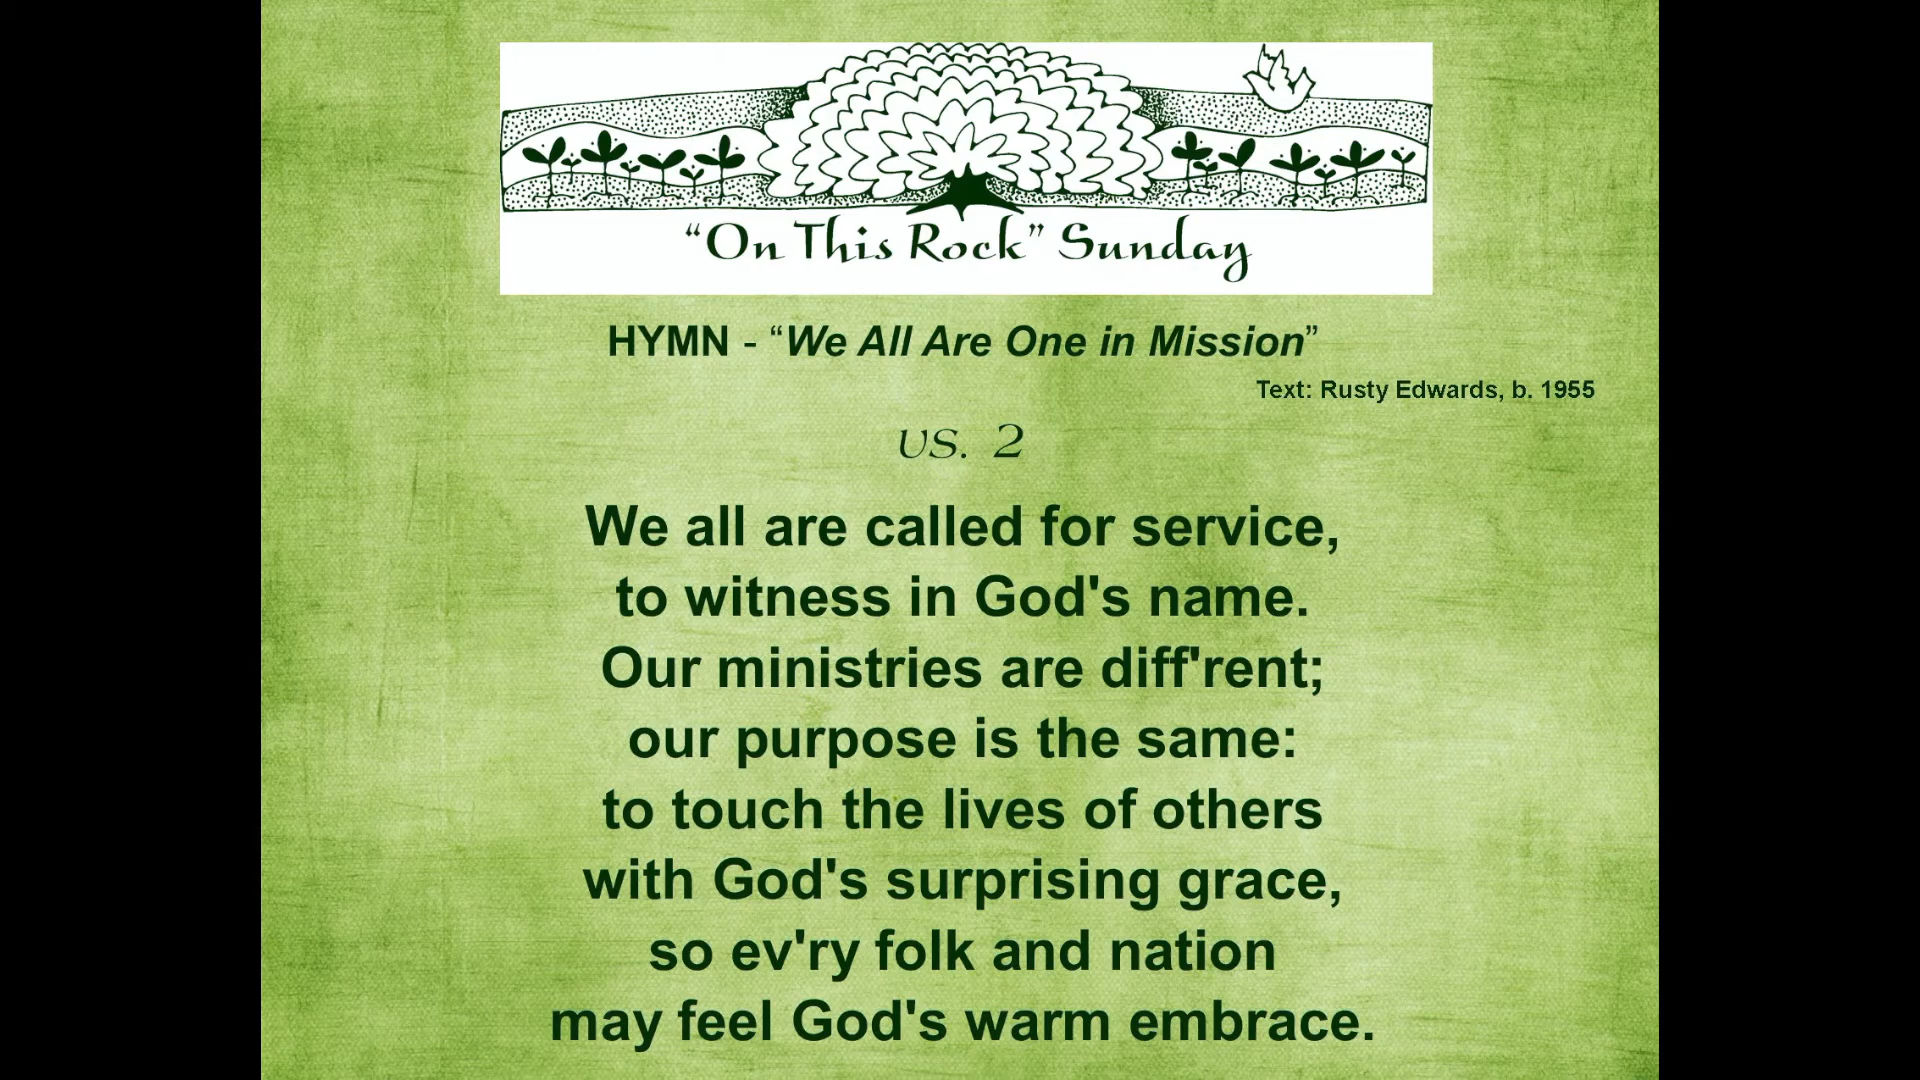 “On This Rock” Sunday
HYMN - “We All Are One in Mission”
Text: Rusty Edwards, b. 1955
vs. 2
We all are called for service,
to witness in God's name.
Our ministries are diff'rent;
our purpose is the same:
to touch the lives of others
with God's surprising grace,
so ev'ry folk and nation
may feel God's warm embrace.